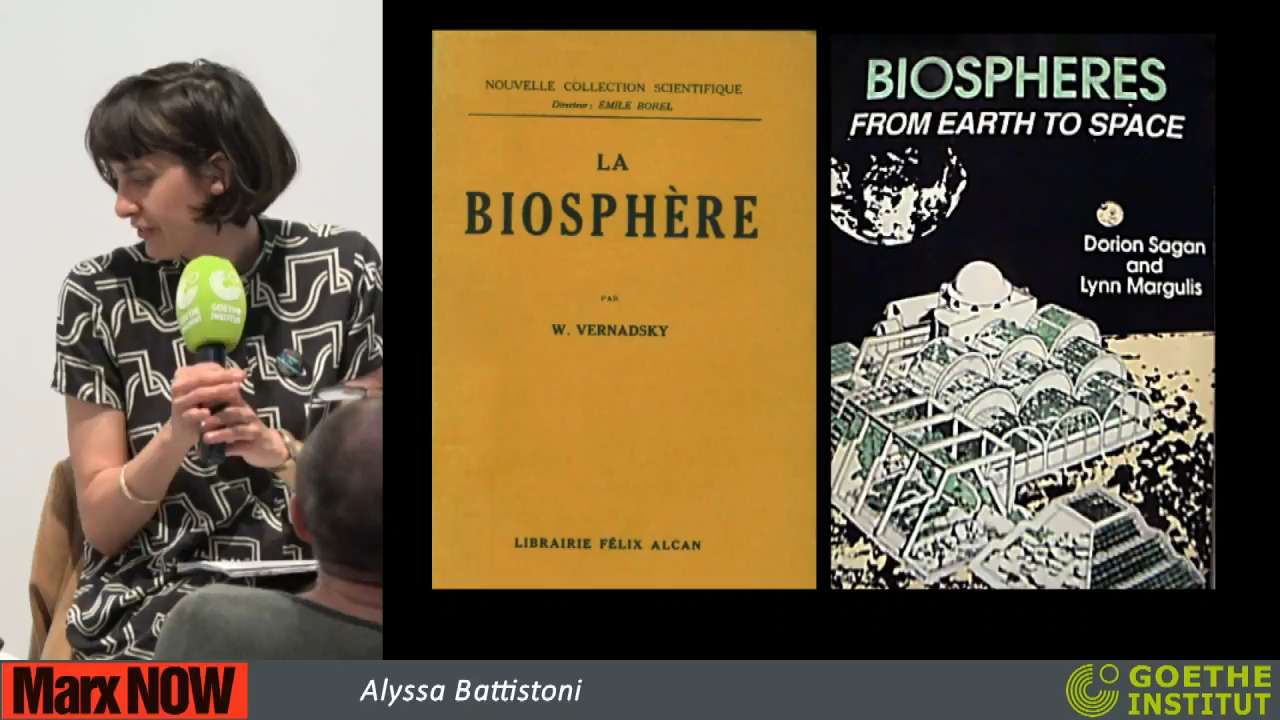 GOETHE
INSTITUT
NOUVELLE COLLECTION SCIENTIFIQUE
Directeur: ÉMILE BOREL
LA
BIOSPHÈRE
PAR
W. VERNADSKY
LIBRAIRIE FÉLIX ALCAN
BIOSPHERES
FROM EARTH TO SPACE
Dorion Sagan
and
Lynn Margulis
Marx NOW
Alyssa Battistoni
GOETHE
INSTITUT